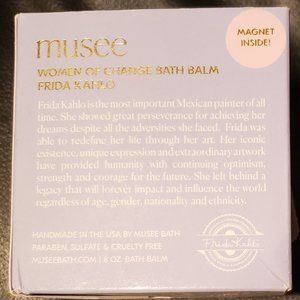 musee
MAGNET
INSIDE!
WOMEN OF CHANGE BATH BALM
FRIDA KAHLO
Frida Kahlo is the most important Mexican painter of all
time. She showed great perseverance for achieving her
dreams despite all the adversities she faced. Frida was
able to redefine her life through her art. Her iconic
existence, unique expression and extraordinary artwork
have provided humanity with continuing optimism,
strength and courage for the future. She left behind a
legacy that will forever impact and influence the world
regardless of age, gender, nationality and ethnicity.
HANDMADE IN THE USA BY MUSEE BATH
PARABEN, SULFATE & CRUELTY FREE
MUSEEBATH.COM | 8 OZ BATH BALM
Frida Kahlo